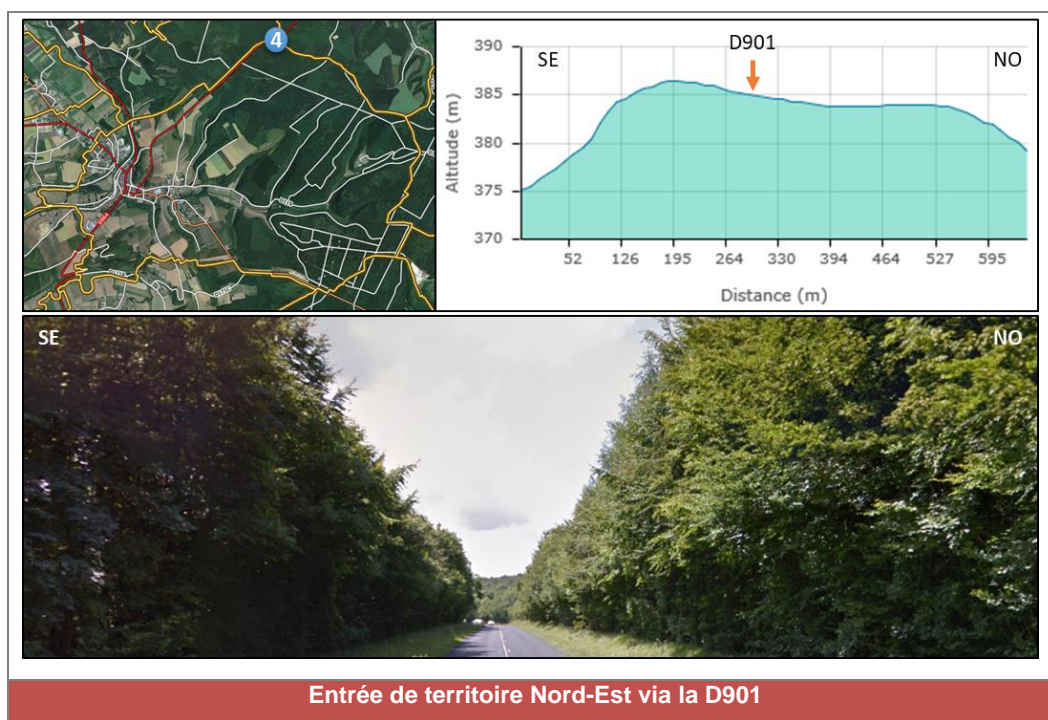 4
390
385
380
375
370
Altitude (m)
SE
D901
NO
52 126 195 264 330 394 464 527 595
Distance (m)
SE
NO
Entrée de territoire Nord-Est via la D901